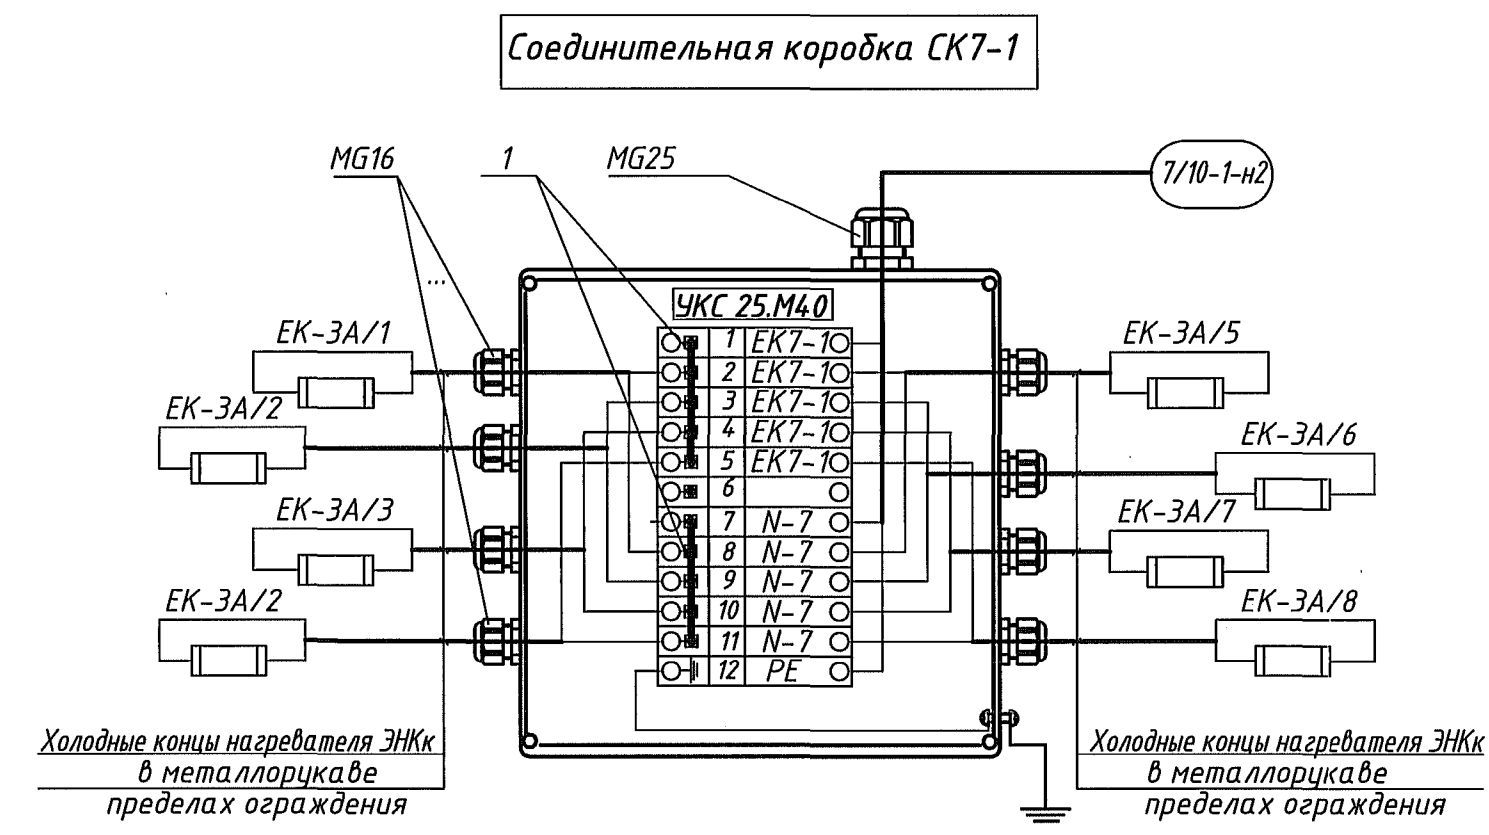 Соединительная коробка СК7-1
MG16
1
MG25
7/10-1-н2
...
УКС 25.М40
ЕК-3А/1
ЕК-3А/2
ЕК-3А/3
ЕК-3А/2
1 ЕК7-1
2 ЕК7-1
3 ЕК7-1
4 ЕК7-1
5 ЕК7-1
6
7 N-7
8 N-7
9 N-7
10 N-7
11 N-7
12 PE
ЕК-3А/5
ЕК-3А/6
ЕК-3А/7
ЕК-3А/8
Холодные концы нагревателя ЭНКк
в металлорукаве
пределах ограждения
Холодные концы нагревателя ЭНКк
в металлорукаве
пределах ограждения